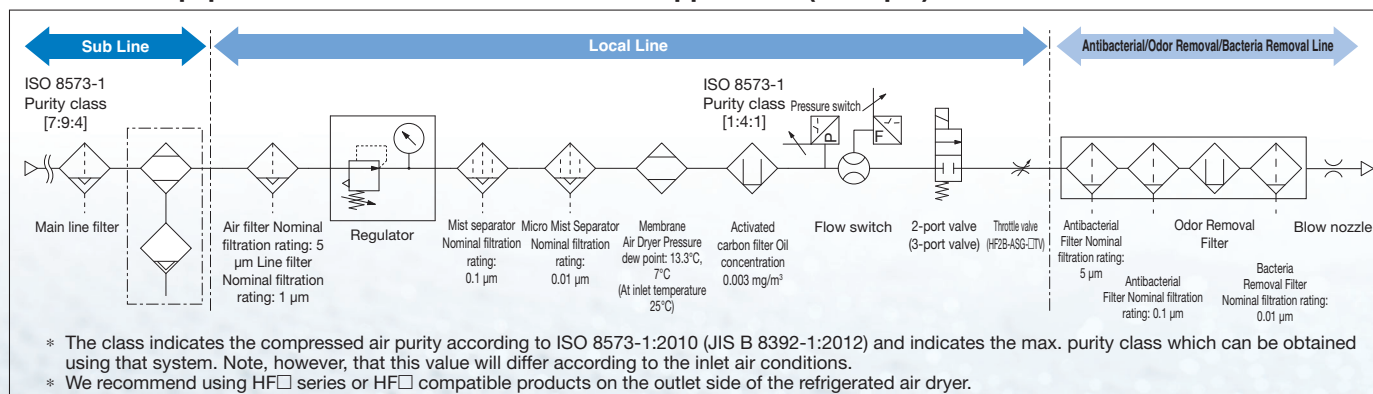 Sub Line
Local Line
Antibacterial/Odor Removal/Bacteria Removal Line
ISO 8573-1
Purity class
[7:9:4]
ISO 8573-1
Purity class
[1:4:1]
Pressure switch
P
F
Main line filter
Air filter Nominal
filtration rating: 5
µm Line filter
Nominal filtration
rating: 1 µm
Regulator
Mist separator
Nominal filtration
rating:
0.1 µm
Micro Mist Separator
Nominal filtration
rating:
0.01 µm
Membrane
Air Dryer Pressure
dew point: 13.3°C,
7°C
(At inlet temperature
25°C)
Activated
carbon filter Oil
concentration
0.003 mg/m³
Flow switch
2-port valve
(3-port valve)
Throttle valve
(HF2B-ASG-□TV)
Antibacterial
Filter Nominal
filtration rating:
5 µm
Antibacterial
Filter Nominal filtration
rating: 0.1 µm
Odor Removal
Filter
Bacteria
Removal Filter
Nominal filtration rating:
0.01 µm
Blow nozzle
* The class indicates the compressed air purity according to ISO 8573-1:2010 (JIS B 8392-1:2012) and indicates the max. purity class which can be obtained
using that system. Note, however, that this value will differ according to the inlet air conditions.
* We recommend using HF□ series or HF□ compatible products on the outlet side of the refrigerated air dryer.